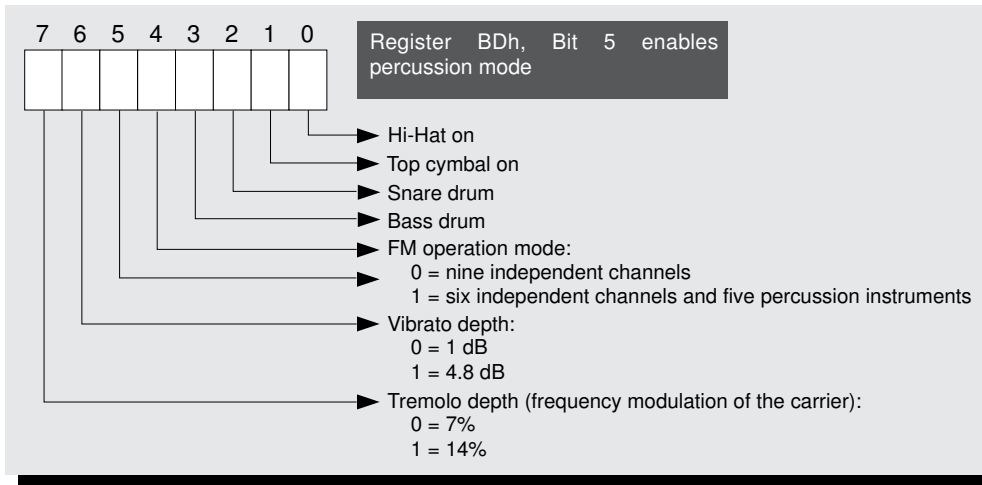 7 6 5 4 3 2 1 0
Register BDh, Bit 5 enables
percussion mode
Hi-Hat on
Top cymbal on
Snare drum
Bass drum
FM operation mode:
0 = nine independent channels
1 = six independent channels and five percussion instruments
Vibrato depth:
0 = 1 dB
1 = 4.8 dB
Tremolo depth (frequency modulation of the carrier):
0 = 7%
1 = 14%